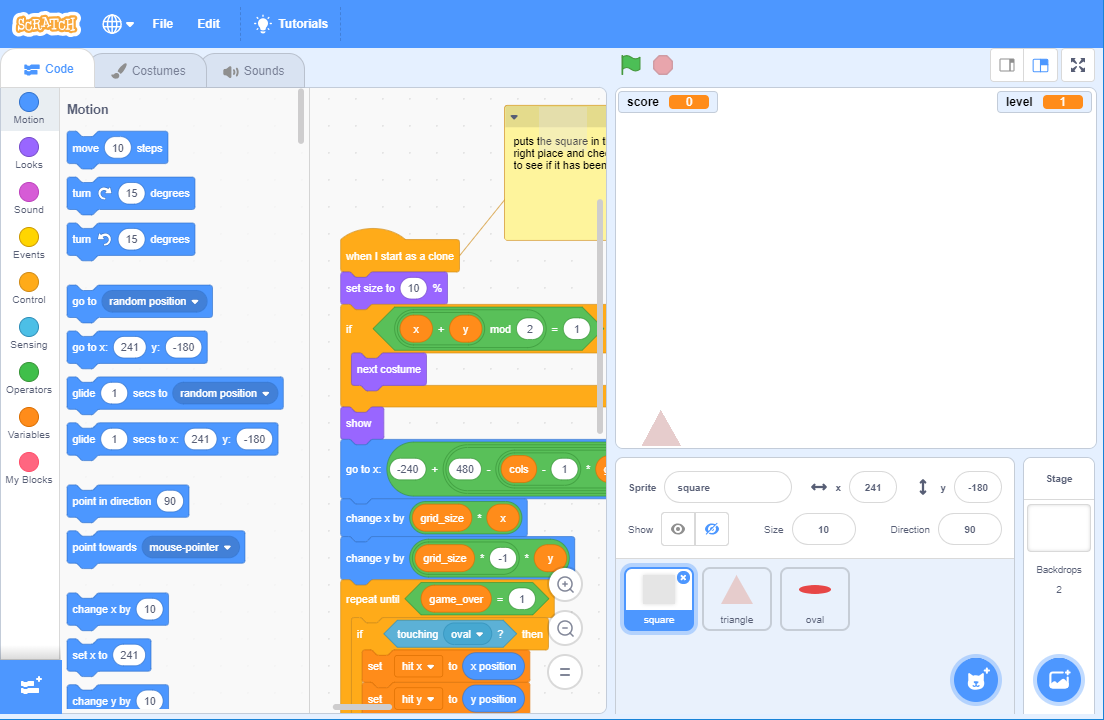 SCRATCH File Edit Tutorials
Code Costumes Sounds
score 0 level 1
Motion
Looks
Sound
Events
Control
Sensing
Operators
Variables
My Blocks
Motion
move 10 steps
turn 15 degrees
turn 15 degrees
go to random position
go to x: 241 y: -180
glide 1 secs to random position
glide 1 secs to x: 241 y: -180
point in direction 90
point towards mouse-pointer
change x by 10
set x to 241
change y by 10
puts the square in t
right place and che
to see if it has been
when I start as a clone
set size to 10 %
if x + y mod 2 = 1
next costume
show
go to x: -240 + 480 - cols - 1 *
change x by grid_size * x
change y by grid_size * -1 * y
repeat until game_over = 1
if touching oval ? then
set hit x to x position
set hit y to y position
Sprite square x 241 y -180
Show Size 10 Direction 90
square triangle oval
Stage
Backdrops
2